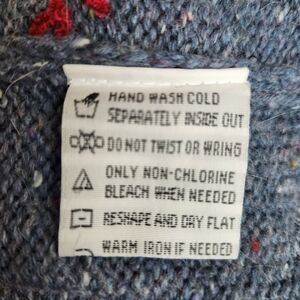 HAND WASH COLD
SEPARATELY INSIDE OUT
DO NOT TWIST OR WRING
ONLY NON-CHLORINE
BLEACH WHEN NEEDED
RESHAPE AND DRY FLAT
WARM IRON IF NEEDED